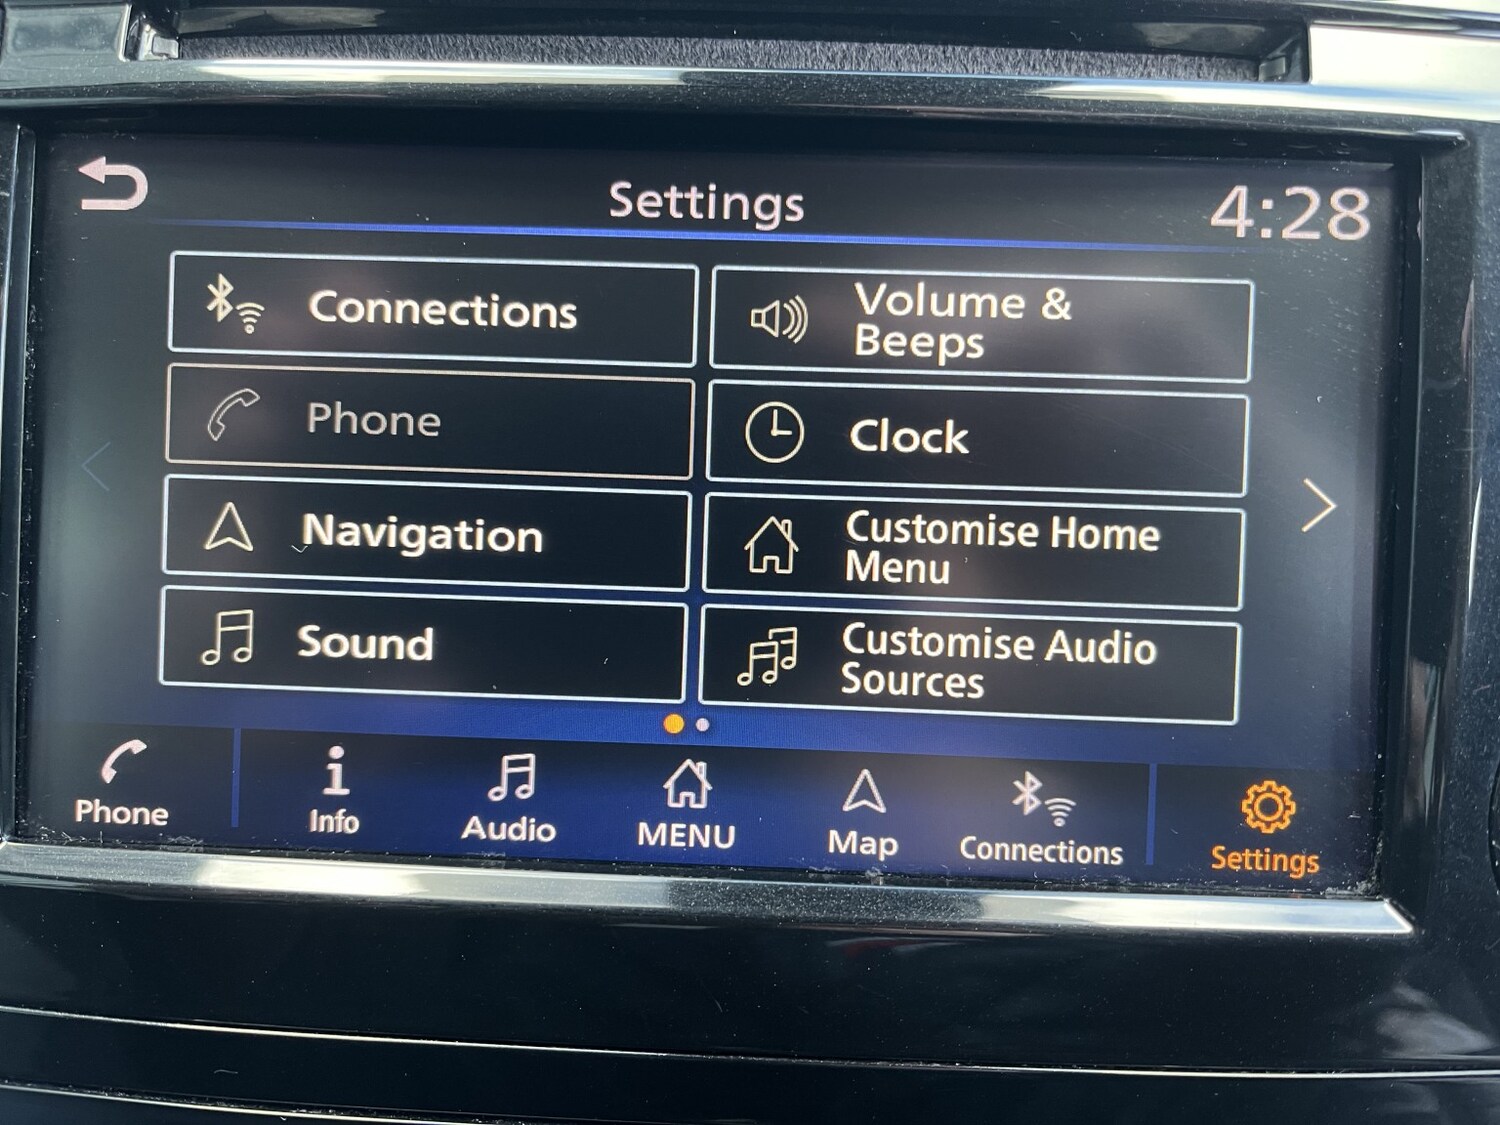 Settings
4:28
Connections
Volume &
Beeps
Phone
Clock
Navigation
Customise Home
Menu
Sound
Customise Audio
Sources
Phone
Info
Audio
MENU
Map
Connections
Settings